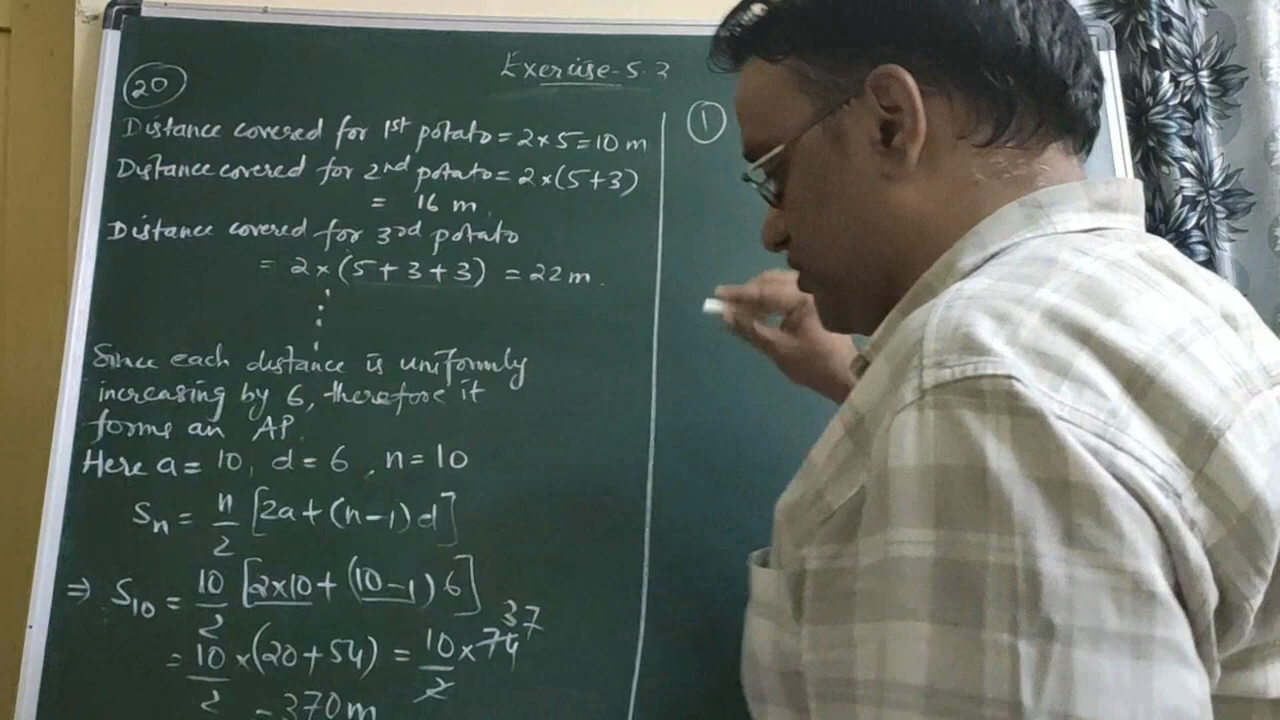 Exercise-5.3
20
Distance covered for 1st potato = 2×5=10 m
Distance covered for 2nd potato = 2×(5+3)
= 16 m.
Distance covered for 3rd potato
= 2×(5+3+3) = 22m.
Since each distance is uniformly
increasing by 6, therefore it
forms an AP.
Here a= 10, d=6, n=10
Sn = n/2 [2a+(n-1)d]
⇒ S10 = 10/2 [2×10+(10-1)6]
= 10/2 ×(20+54) = 10/2 × 74 37
= 370m
1